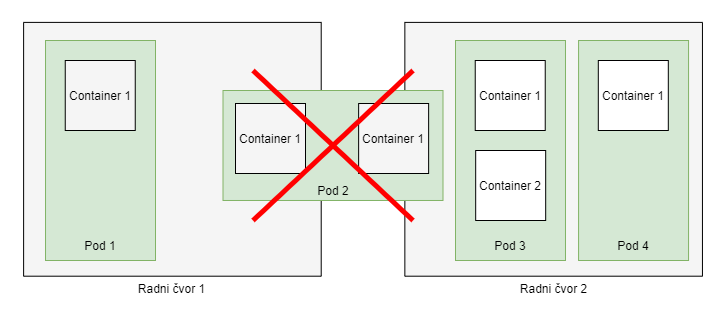 Container 1
Pod 1
Container 1
Container 1
Pod 2
Container 1
Container 2
Pod 3
Container 1
Pod 4
Radni čvor 1
Radni čvor 2